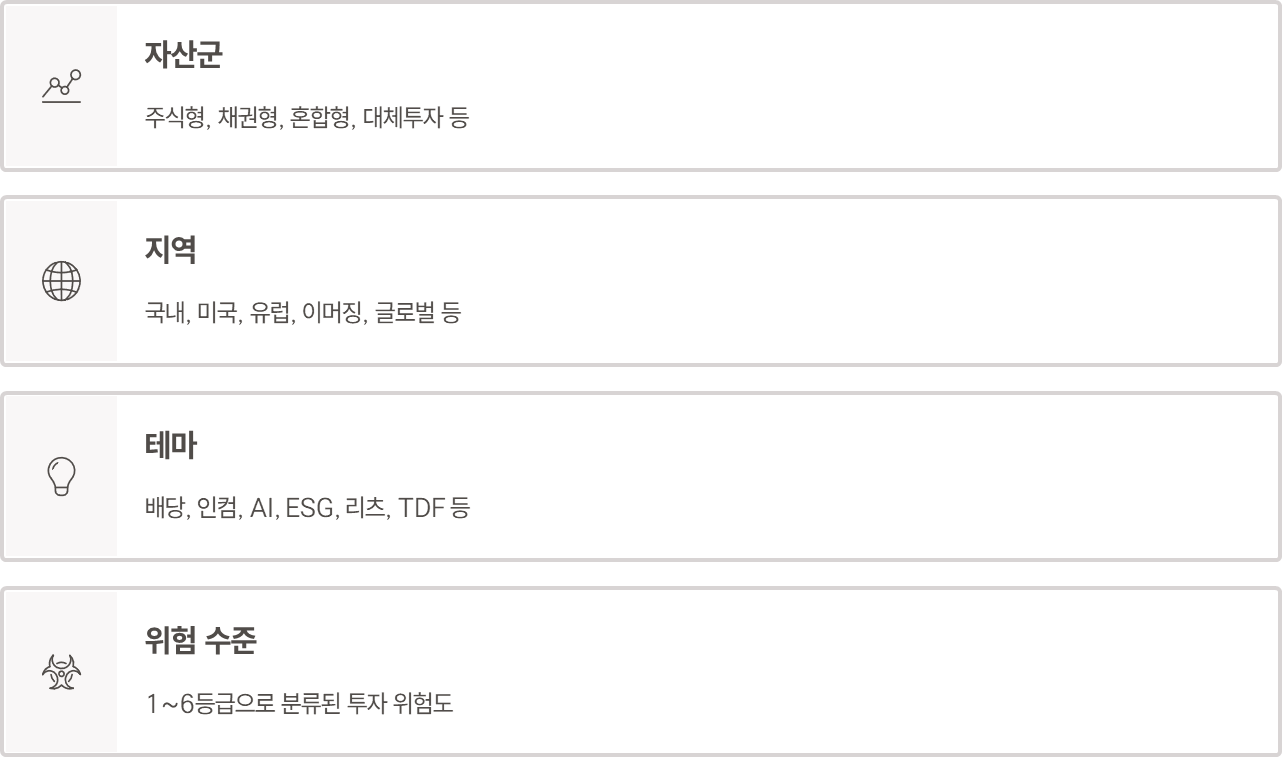 자산군
주식형, 채권형, 혼합형, 대체투자 등
지역
국내, 미국, 유럽, 이머징, 글로벌 등
테마
배당, 인컴, AI, ESG, 리츠, TDF 등
위험 수준
1~6등급으로 분류된 투자 위험도